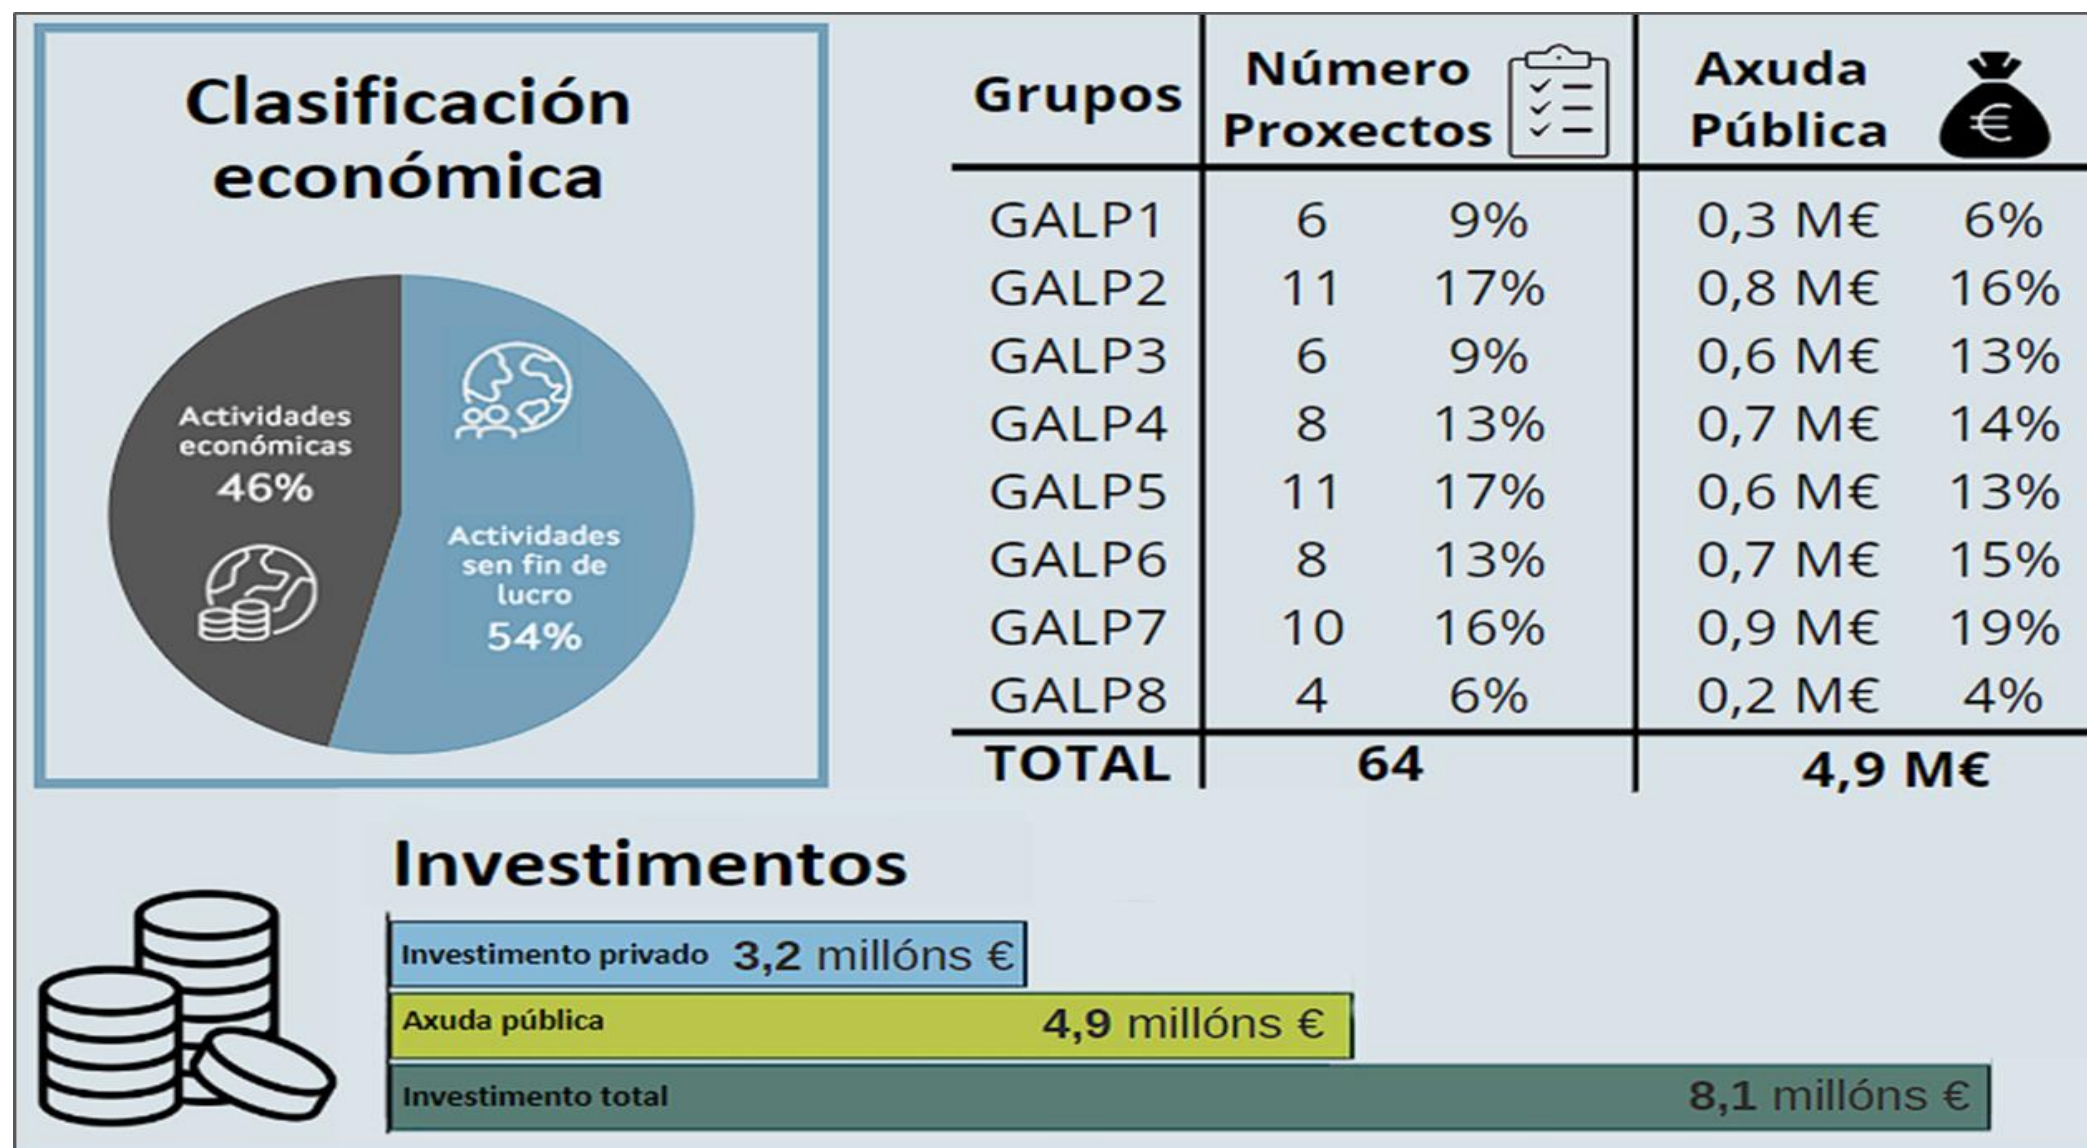 Clasificación
económica
Actividades
económicas
46%
Actividades
sen fin de
lucro
54%
Grupos Número Proxectos Axuda Pública €
GALP1 6 9% 0,3 M€ 6%
GALP2 11 17% 0,8 M€ 16%
GALP3 6 9% 0,6 M€ 13%
GALP4 8 13% 0,7 M€ 14%
GALP5 11 17% 0,6 M€ 13%
GALP6 8 13% 0,7 M€ 15%
GALP7 10 16% 0,9 M€ 19%
GALP8 4 6% 0,2 M€ 4%
TOTAL 64 4,9 M€
Investimentos
Investimento privado 3,2 millóns €
Axuda pública 4,9 millóns €
Investimento total 8,1 millóns €